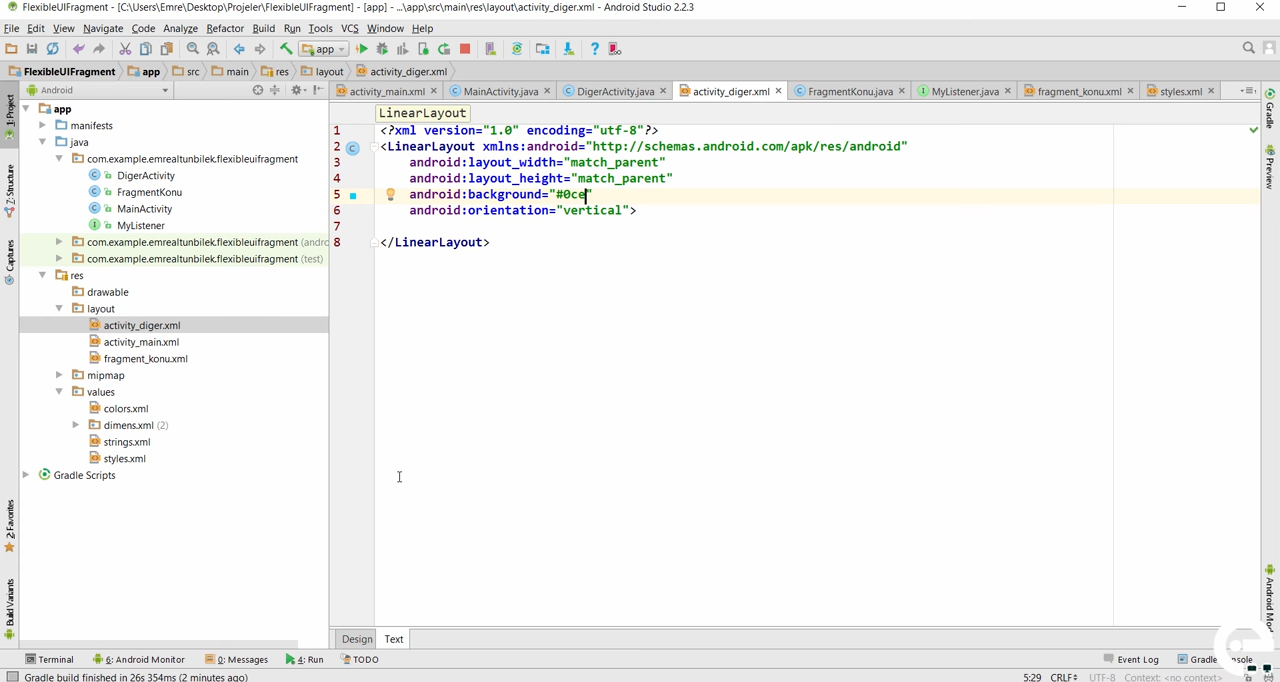 FlexibleUIFragment - [C:\Users\Emre\Desktop\Projeler\FlexibleUIFragment] - [app] - ...\app\src\main\res\layout\activity_diger.xml - Android Studio 2.2.3
File Edit View Navigate Code Analyze Refactor Build Run Tools VCS Window Help
app
FlexibleUIFragment app src main res layout activity_diger.xml
Android
activity_main.xml MainActivity.java DigerActivity.java activity_diger.xml FragmentKonu.java MyListener.java fragment_konu.xml styles.xml
1: Project
Z: Structure
Captures
2: Favorites
Build Variants
app
manifests
java
com.example.emrealtunbilek.flexibleuifragment
DigerActivity
FragmentKonu
MainActivity
MyListener
com.example.emrealtunbilek.flexibleuifragment (andro
com.example.emrealtunbilek.flexibleuifragment (test)
res
drawable
layout
activity_diger.xml
activity_main.xml
fragment_konu.xml
mipmap
values
colors.xml
dimens.xml (2)
strings.xml
styles.xml
Gradle Scripts
LinearLayout
1 <?xml version="1.0" encoding="utf-8"?>
2 <LinearLayout xmlns:android="http://schemas.android.com/apk/res/android"
3 android:layout_width="match_parent"
4 android:layout_height="match_parent"
5 android:background="#0ce"
6 android:orientation="vertical">
7
8 </LinearLayout>
Gradle
Preview
Android Mod
Design Text
Terminal 6: Android Monitor 0: Messages 4: Run TODO Event Log Gradle Console
Gradle build finished in 26s 354ms (2 minutes ago) 5:29 CRLF UTF-8 Context: <no context>